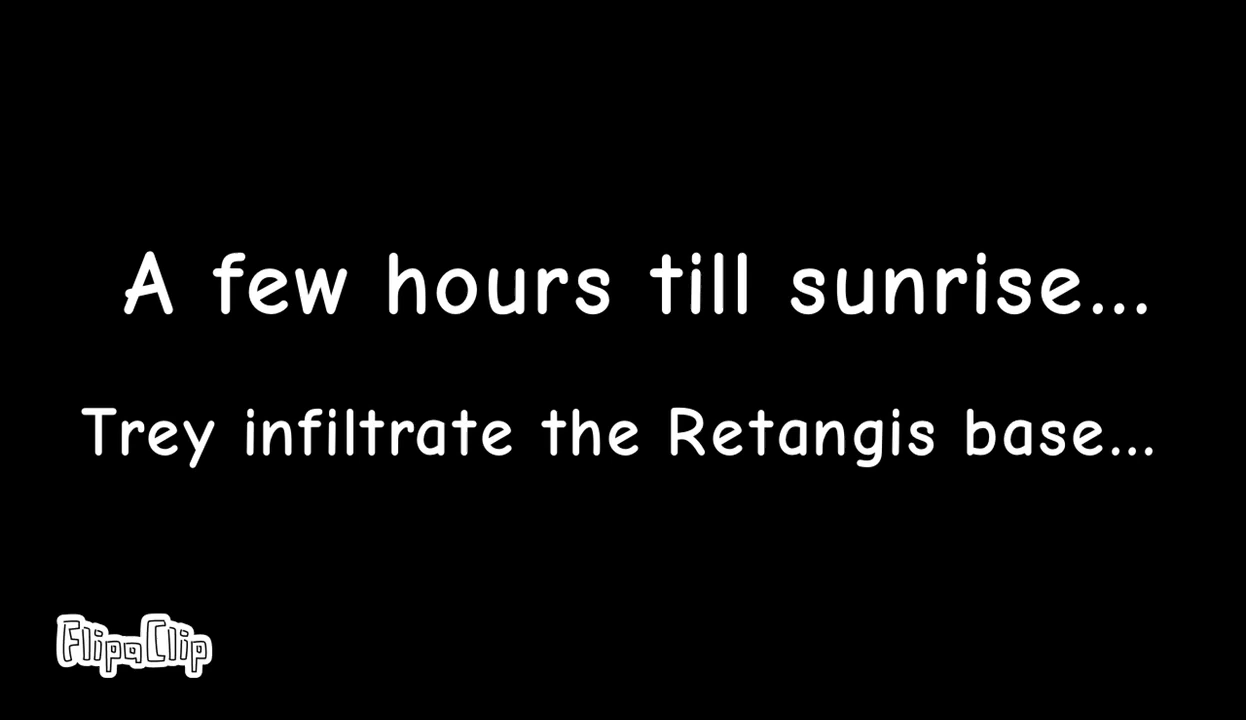 A few hours till sunrise...
Trey infiltrate the Retangis base...
FlipaClip